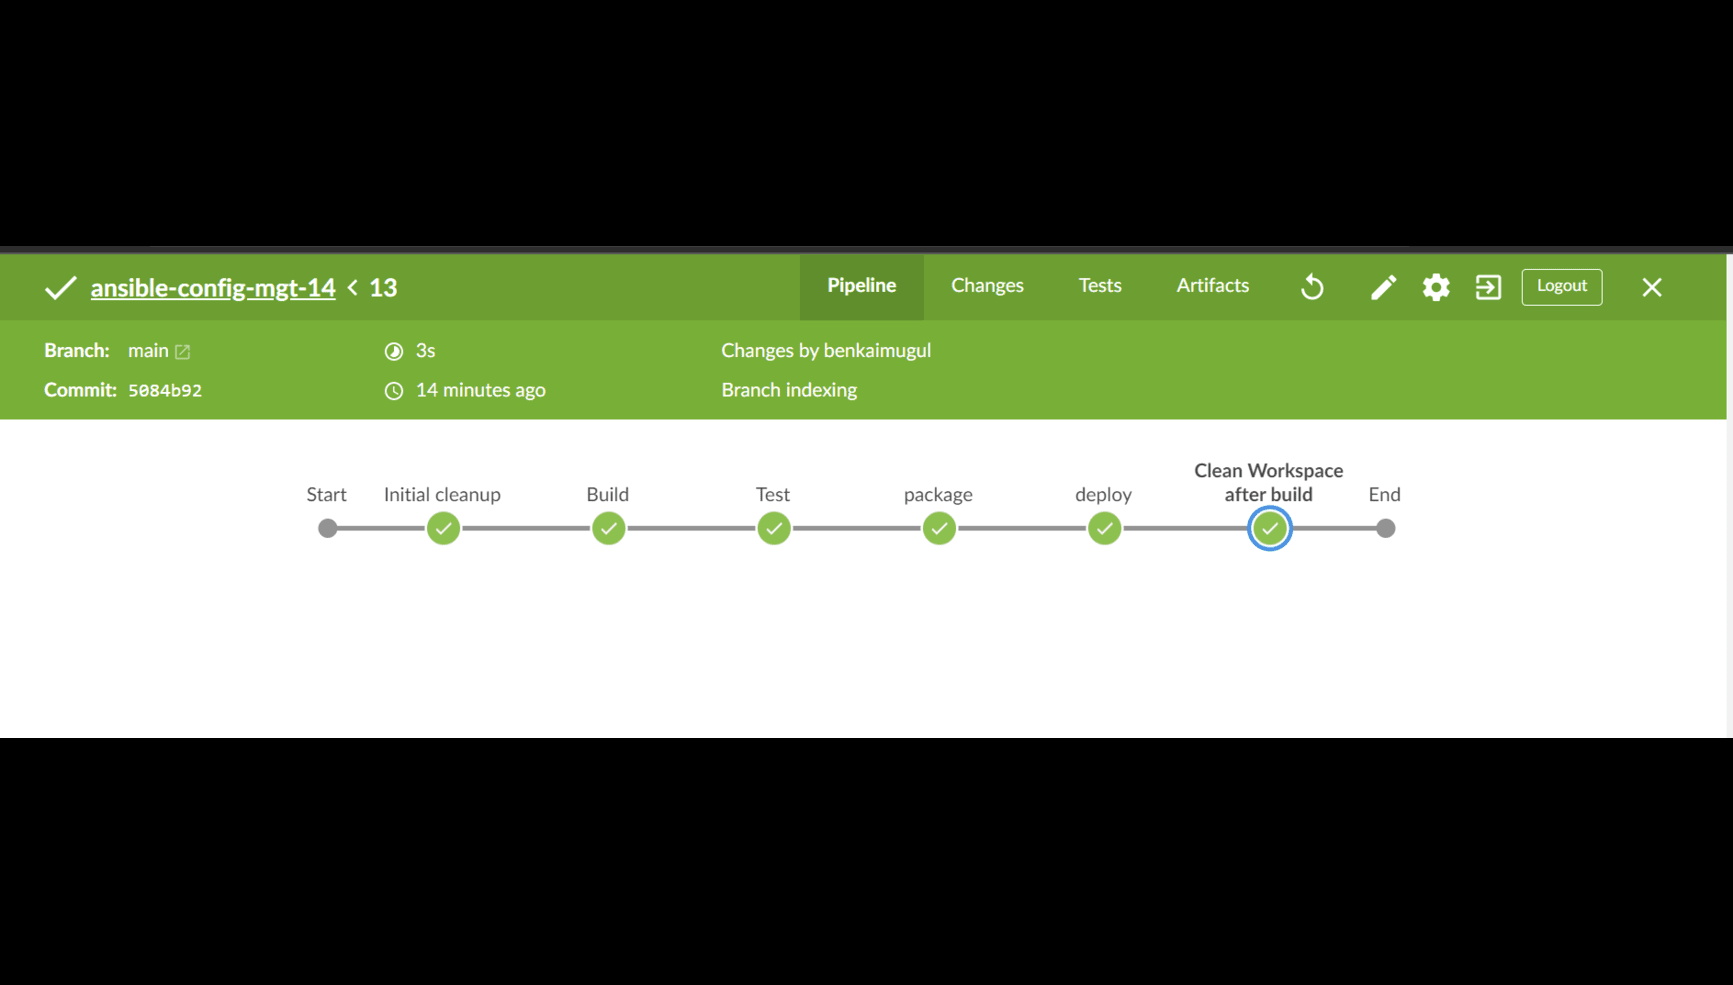 ansible-config-mgt-14 < 13
Pipeline Changes Tests Artifacts Logout
Branch: main 3s Changes by benkaimugul
Commit: 5084b92 14 minutes ago Branch indexing
Start Initial cleanup Build Test package deploy Clean Workspace after build End